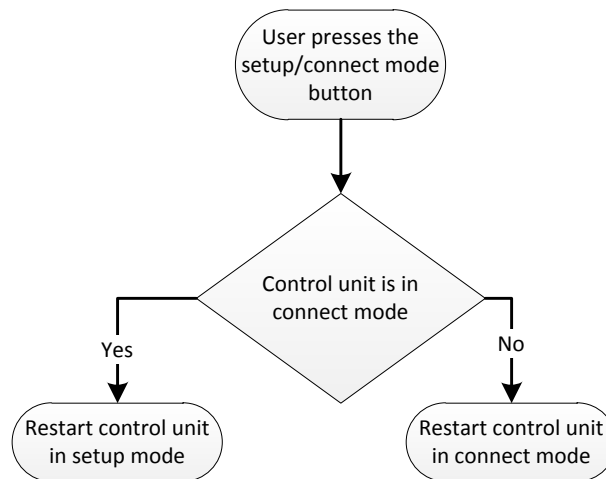 User presses the
setup/connect mode
button
Control unit is in
connect mode
Yes
No
Restart control unit
in setup mode
Restart control unit
in connect mode